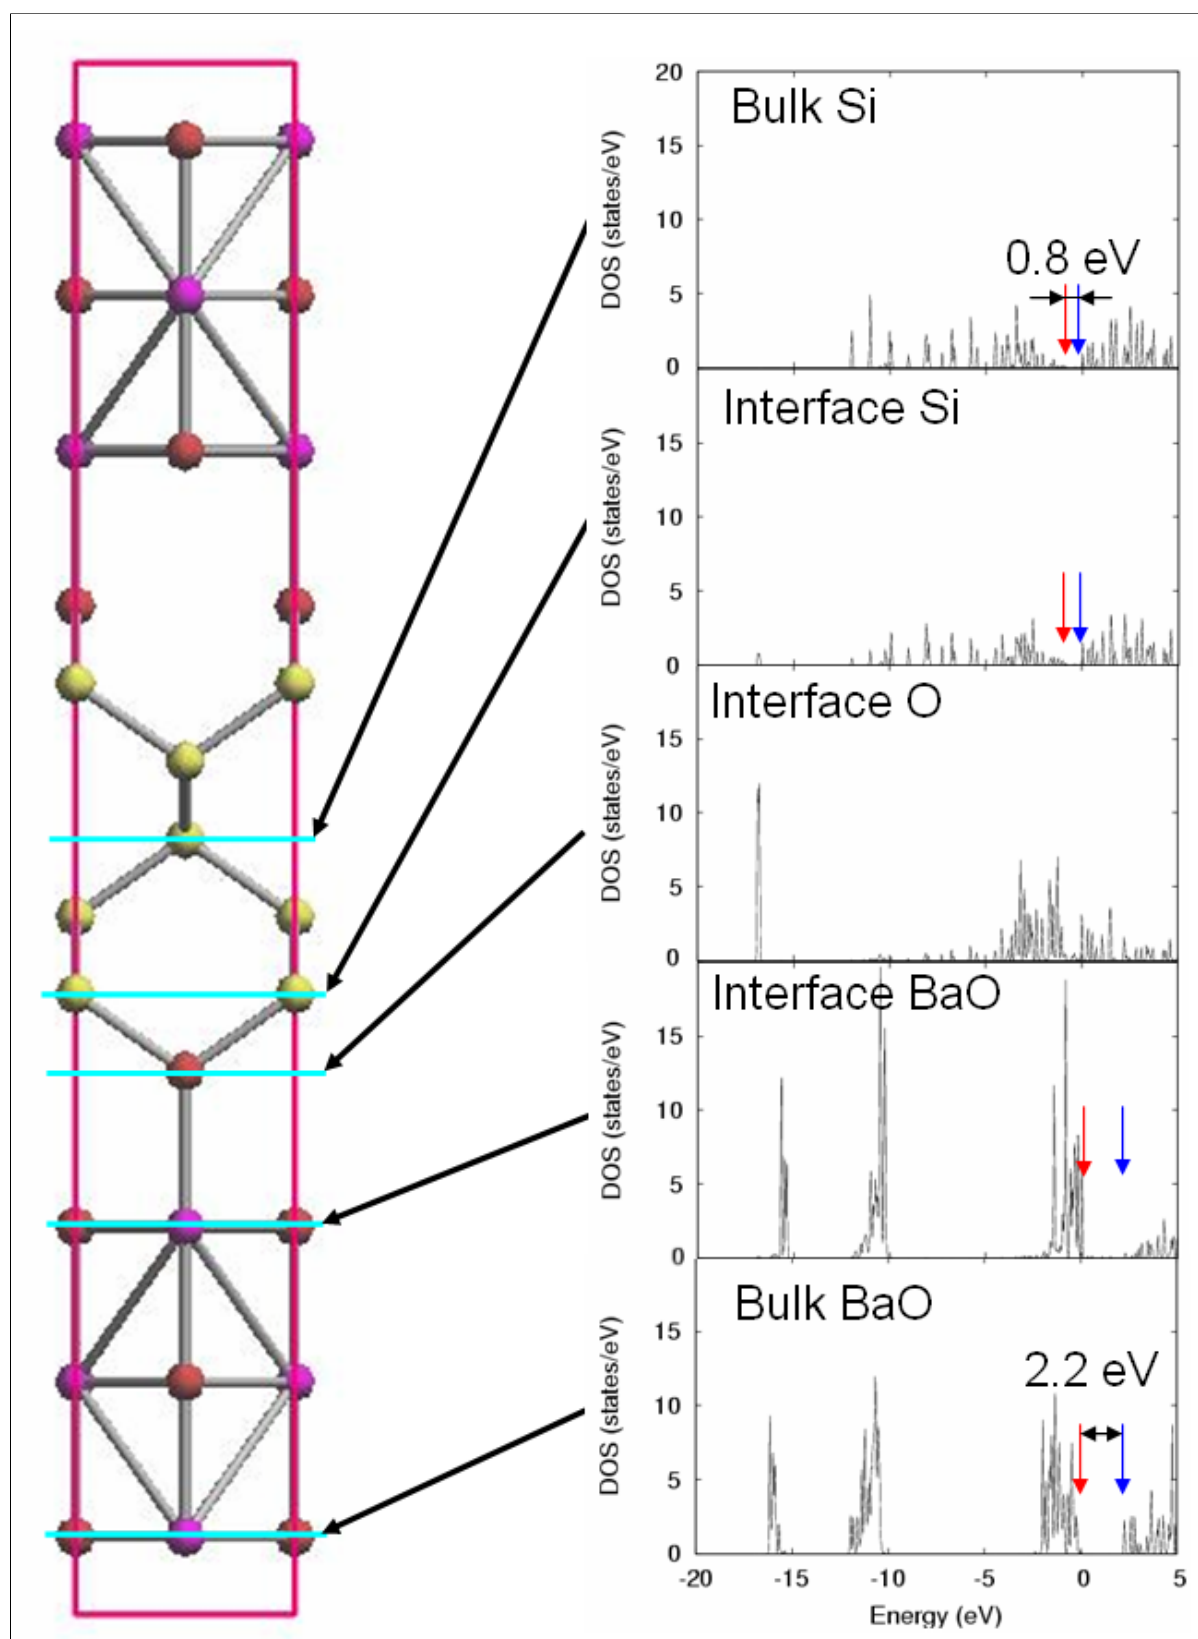 Bulk Si
0.8 eV
DOS (states/eV)
20
15
10
5
0
Interface Si
DOS (states/eV)
15
10
5
0
Interface O
DOS (states/eV)
15
10
5
0
Interface BaO
DOS (states/eV)
15
10
5
0
Bulk BaO
2.2 eV
DOS (states/eV)
15
10
5
0
-20 -15 -10 -5 0 5
Energy (eV)